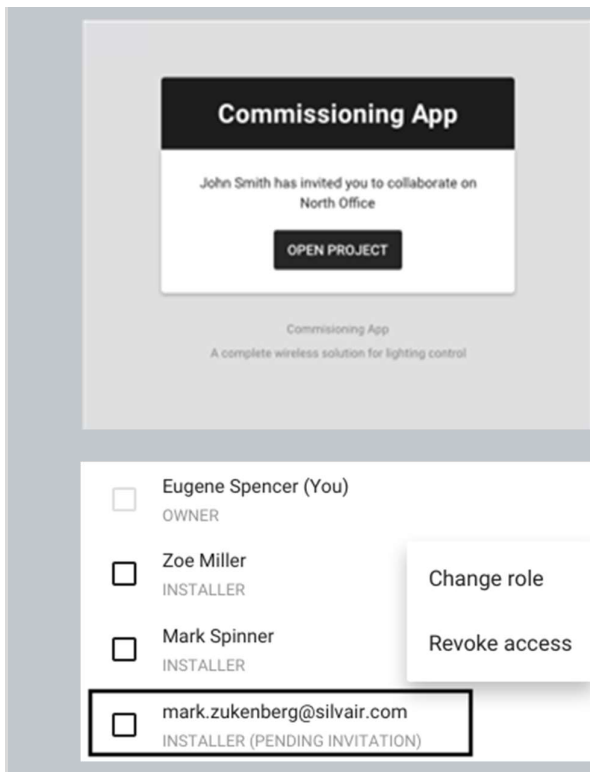 Commissioning App
John Smith has invited you to collaborate on
North Office
OPEN PROJECT
Commisioning App
A complete wireless solution for lighting control
Eugene Spencer (You)
OWNER
Zoe Miller
INSTALLER
Change role
Mark Spinner
INSTALLER
Revoke access
mark.zukenberg@silvair.com
INSTALLER (PENDING INVITATION)